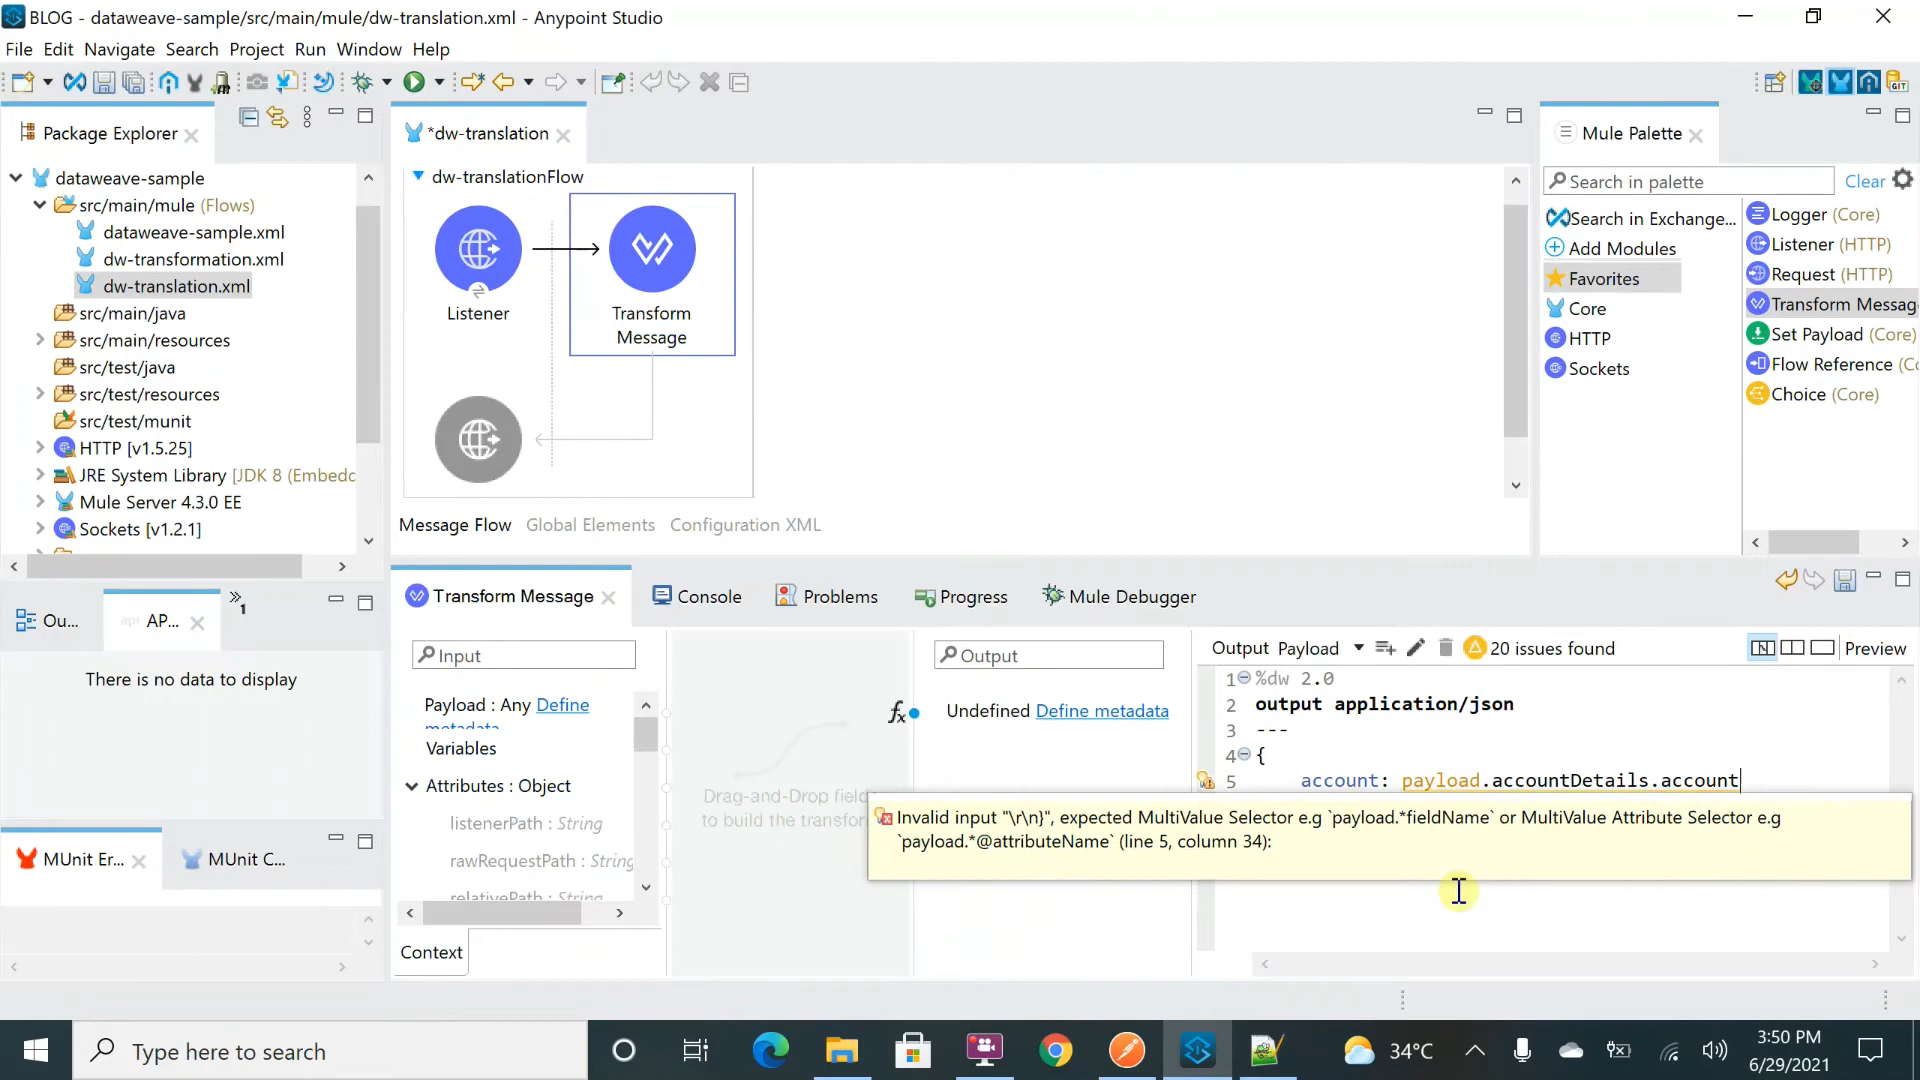 BLOG - dataweave-sample/src/main/mule/dw-translation.xml - Anypoint Studio
File Edit Navigate Search Project Run Window Help
GIT
Package Explorer
*dw-translation
Mule Palette
dataweave-sample
src/main/mule (Flows)
dataweave-sample.xml
dw-transformation.xml
dw-translation.xml
src/main/java
src/main/resources
src/test/java
src/test/resources
src/test/munit
HTTP [v1.5.25]
JRE System Library [JDK 8 (Embedc
Mule Server 4.3.0 EE
Sockets [v1.2.1]
dw-translationFlow
Listener
Transform
Message
Message Flow Global Elements Configuration XML
Search in palette
Clear
Search in Exchange...
Add Modules
Favorites
Core
HTTP
Sockets
Logger (Core)
Listener (HTTP)
Request (HTTP)
Transform Messag
Set Payload (Core)
Flow Reference (Co
Choice (Core)
Ou...
api AP...
1
There is no data to display
MUnit Er...
MUnit C...
Transform Message
Console
Problems
Progress
Mule Debugger
Input
Payload : Any Define
metadata
Variables
Attributes : Object
listenerPath : String
rawRequestPath : String
relativePath : String
Context
Drag-and-Drop field
to build the transfor
fx
Output
Undefined Define metadata
Output Payload
20 issues found
Preview
1 %dw 2.0
2 output application/json
3 ---
4 {
5 account: payload.accountDetails.account
Invalid input "\r\n}", expected MultiValue Selector e.g `payload.*fieldName` or MultiValue Attribute Selector e.g
`payload.*@attributeName` (line 5, column 34):
Type here to search
34°C
3:50 PM
6/29/2021